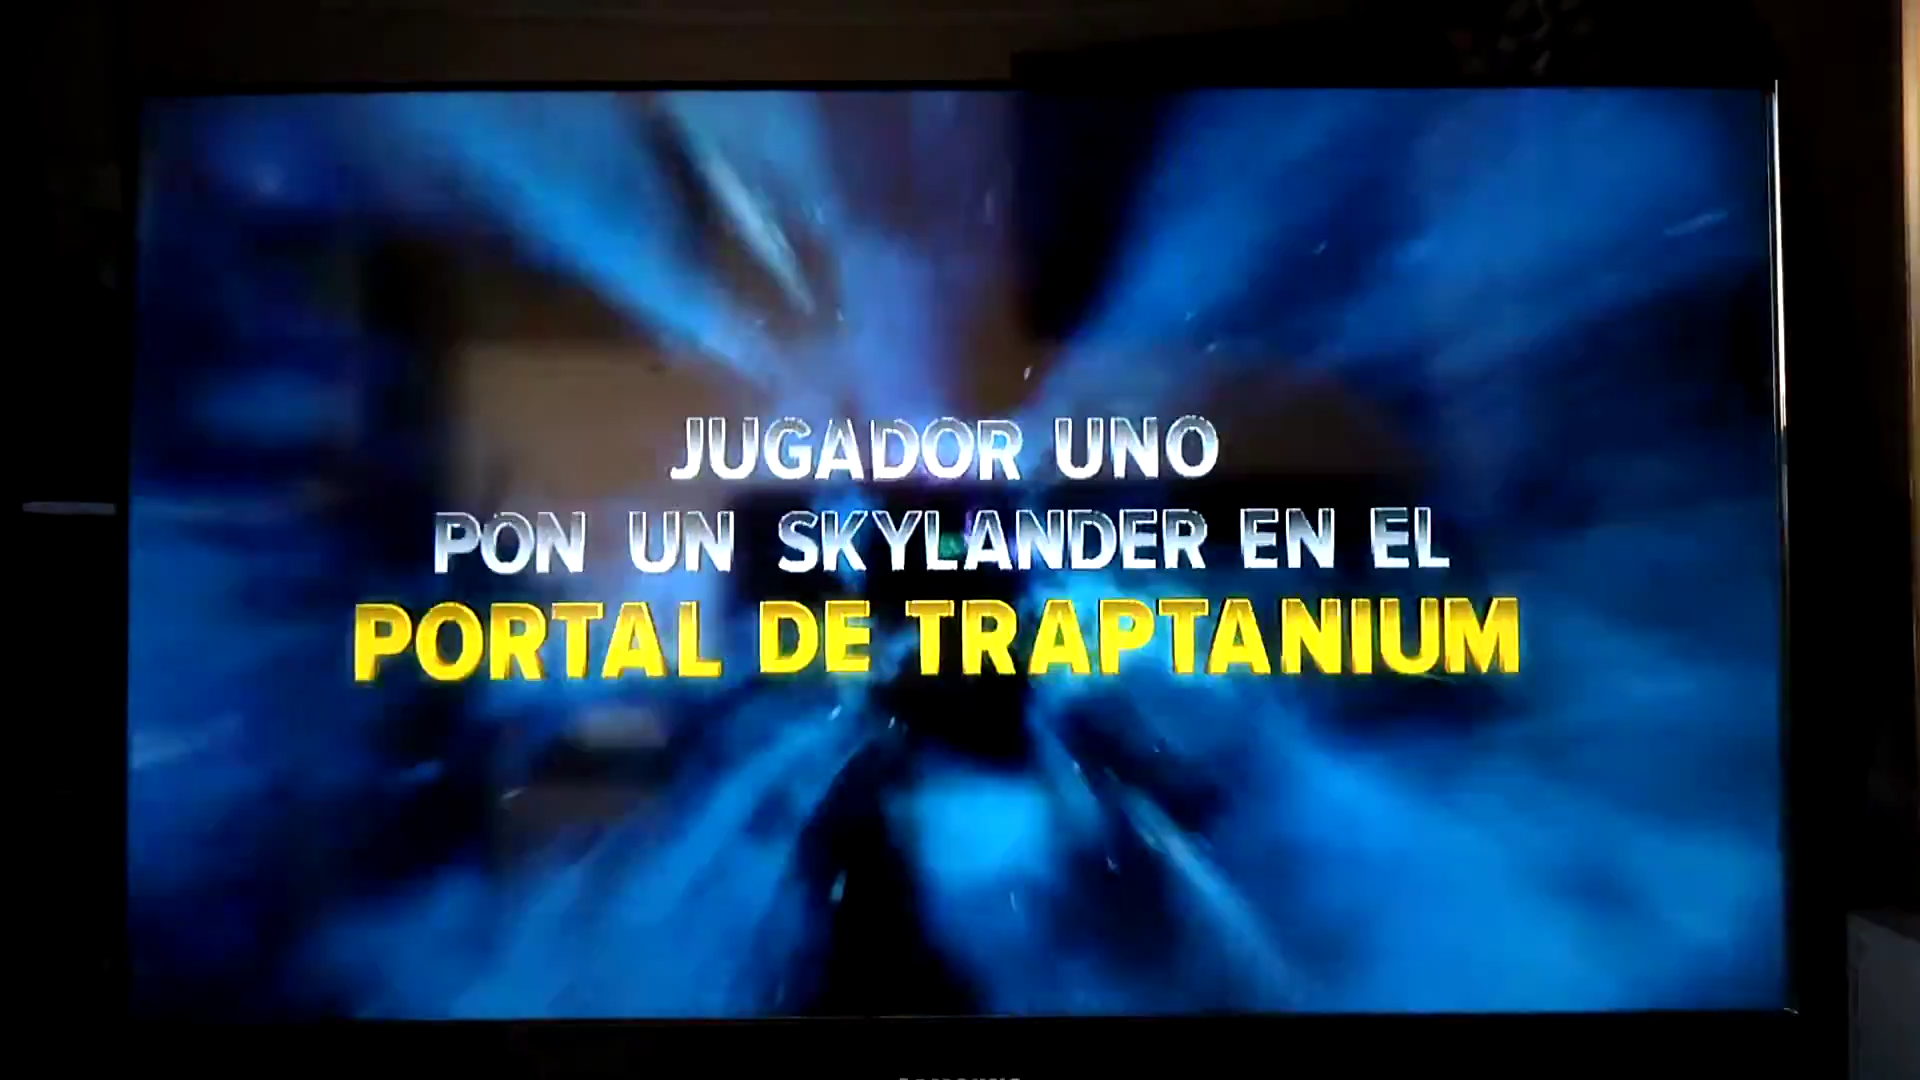 JUGADOR UNO
PON UN SKYLANDER EN EL
PORTAL DE TRAPTANIUM